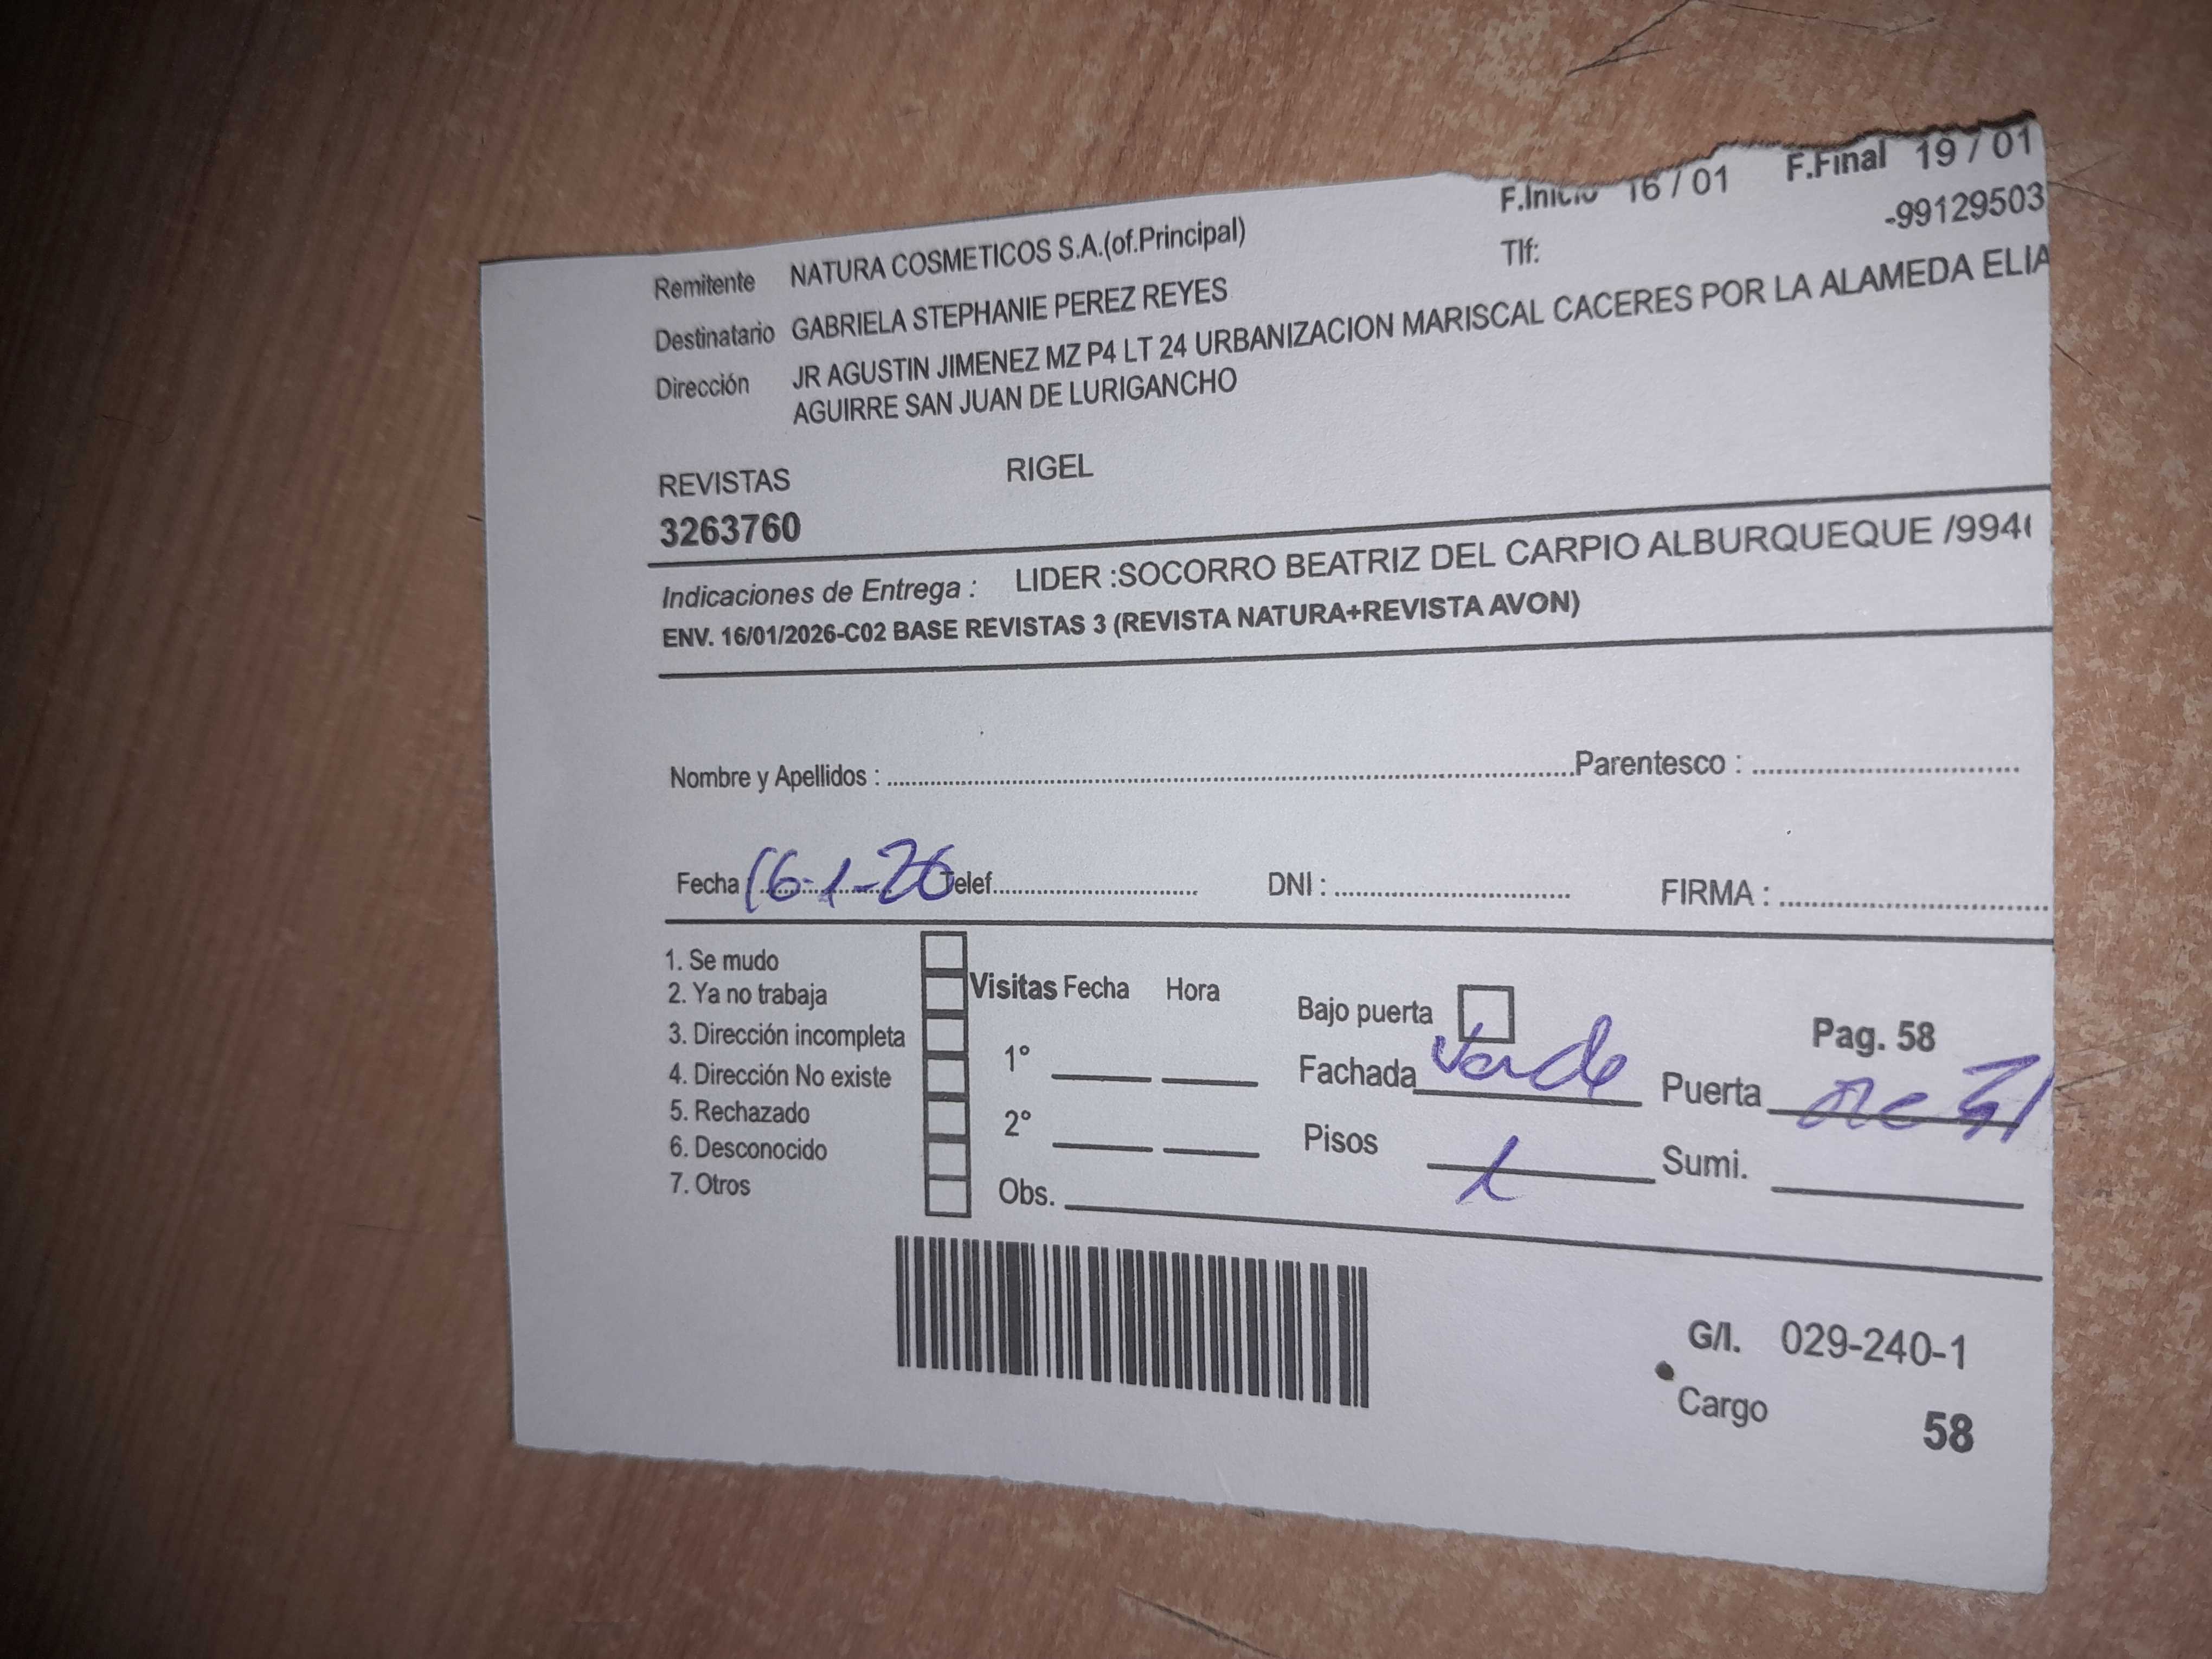 F.Inicio 16 / 01 F.Final 19 / 01
Remitente NATURA COSMETICOS S.A.(of.Principal) Tlf: -99129503
Destinatario GABRIELA STEPHANIE PEREZ REYES
Dirección JR AGUSTIN JIMENEZ MZ P4 LT 24 URBANIZACION MARISCAL CACERES POR LA ALAMEDA ELIA
AGUIRRE SAN JUAN DE LURIGANCHO
REVISTAS RIGEL
3263760
Indicaciones de Entrega : LIDER :SOCORRO BEATRIZ DEL CARPIO ALBURQUEQUE /994
ENV. 16/01/2026-C02 BASE REVISTAS 3 (REVISTA NATURA+REVISTA AVON)
Nombre y Apellidos : Parentesco :
Fecha 16-1-26 Telef. DNI : FIRMA :
1. Se mudo
2. Ya no trabaja
3. Dirección incompleta
4. Dirección No existe
5. Rechazado
6. Desconocido
7. Otros
Visitas Fecha Hora
1°
2°
Obs.
Bajo puerta Pag. 58
Fachada Verde Puerta
Pisos 1 Sumi.
G/I. 029-240-1
Cargo 58